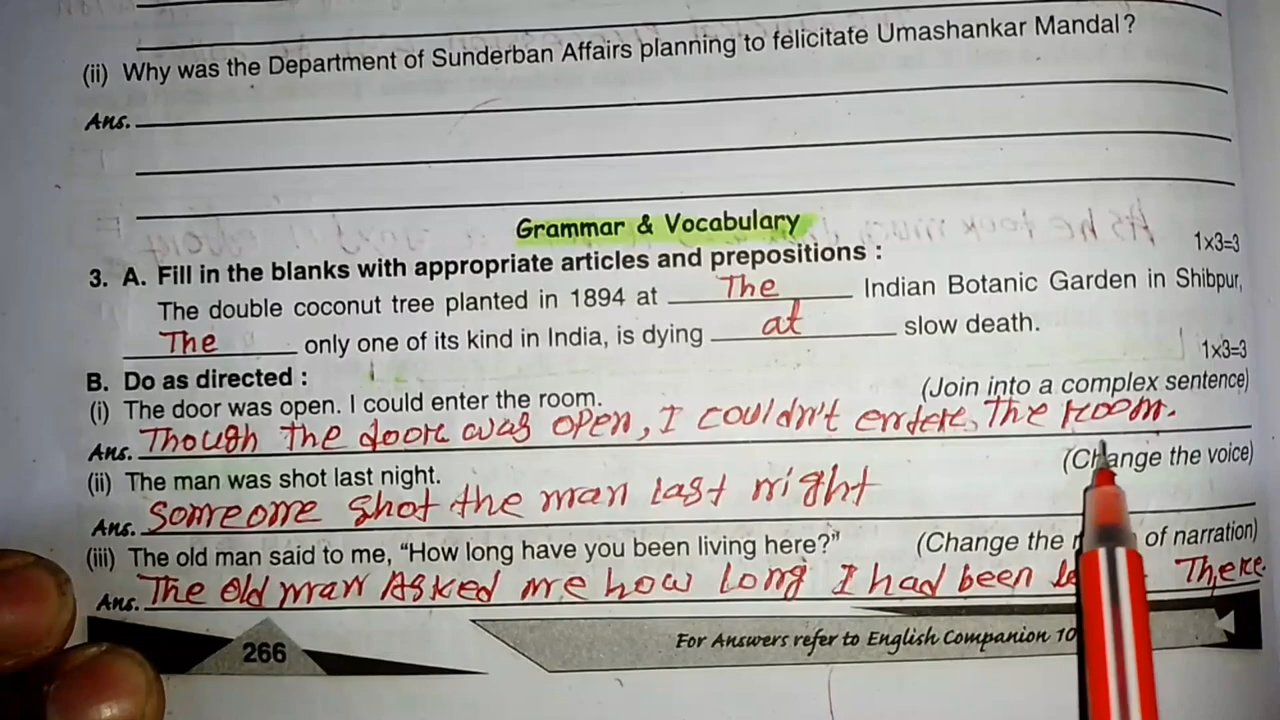 (ii) Why was the Department of Sunderban Affairs planning to felicitate Umashankar Mandal?
Ans.
Grammar & Vocabulary
3. A. Fill in the blanks with appropriate articles and prepositions : 1x3=3
The double coconut tree planted in 1894 at The Indian Botanic Garden in Shibpur,
The only one of its kind in India, is dying at slow death.
1x3=3
B. Do as directed :
(i) The door was open. I could enter the room. (Join into a complex sentence)
Ans. Though the door was open, I couldn't entere The room.
(ii) The man was shot last night. (Change the voice)
Ans. Someone shot the man last night
(iii) The old man said to me, "How long have you been living here?" (Change the of narration)
Ans. The Old man Asked me how long I had been There.
266
For Answers refer to English Companion 10